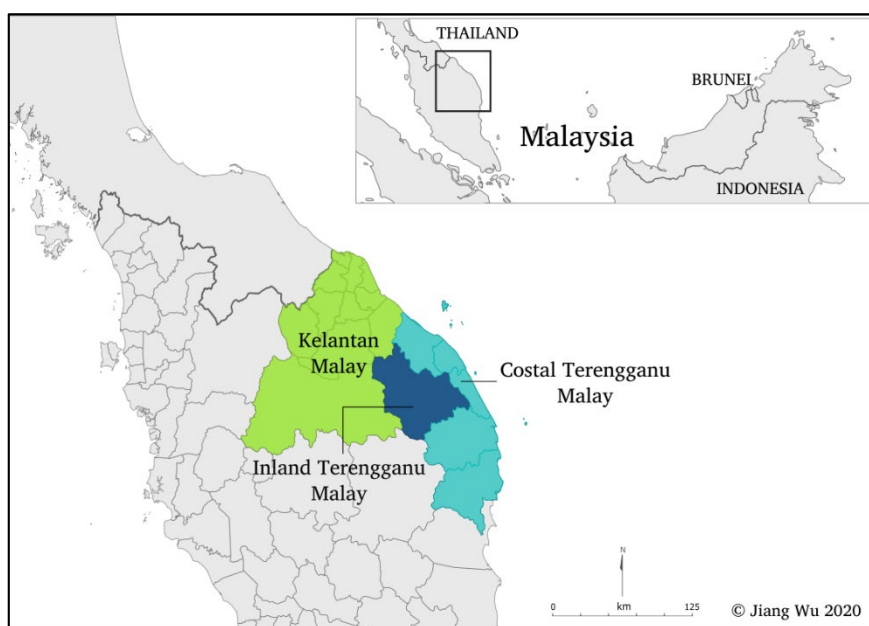 THAILAND
BRUNEI
Malaysia
INDONESIA
Kelantan
Malay
Costal Terengganu
Malay
Inland Terengganu
Malay
N
0 km 125
© Jiang Wu 2020